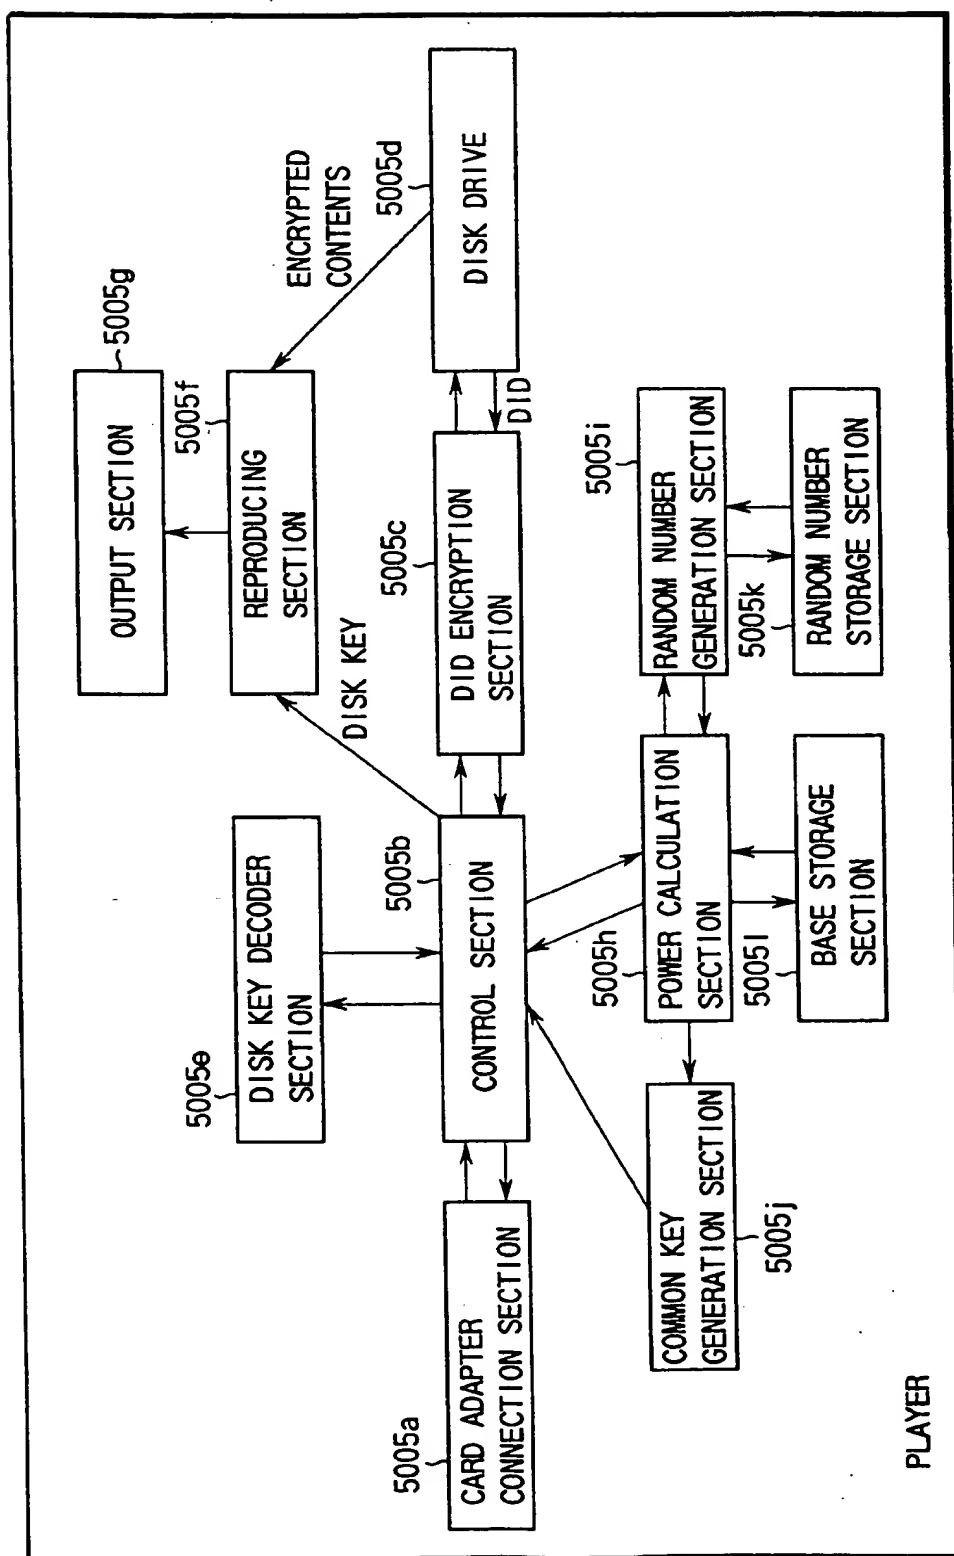 OUTPUT SECTION
5005g
DISK KEY DECODER
SECTION
5005e
REPRODUCING
SECTION
5005f
ENCRYPTED
CONTENTS
DISK KEY
CARD ADAPTER
CONNECTION SECTION
5005a
CONTROL SECTION
5005b
DID ENCRYPTION
SECTION
5005c
DID
DISK DRIVE
5005d
COMMON KEY
GENERATION SECTION
5005j
POWER CALCULATION
SECTION
5005h
RANDOM NUMBER
GENERATION SECTION
5005i
BASE STORAGE
SECTION
5005l
RANDOM NUMBER
STORAGE SECTION
5005k
PLAYER